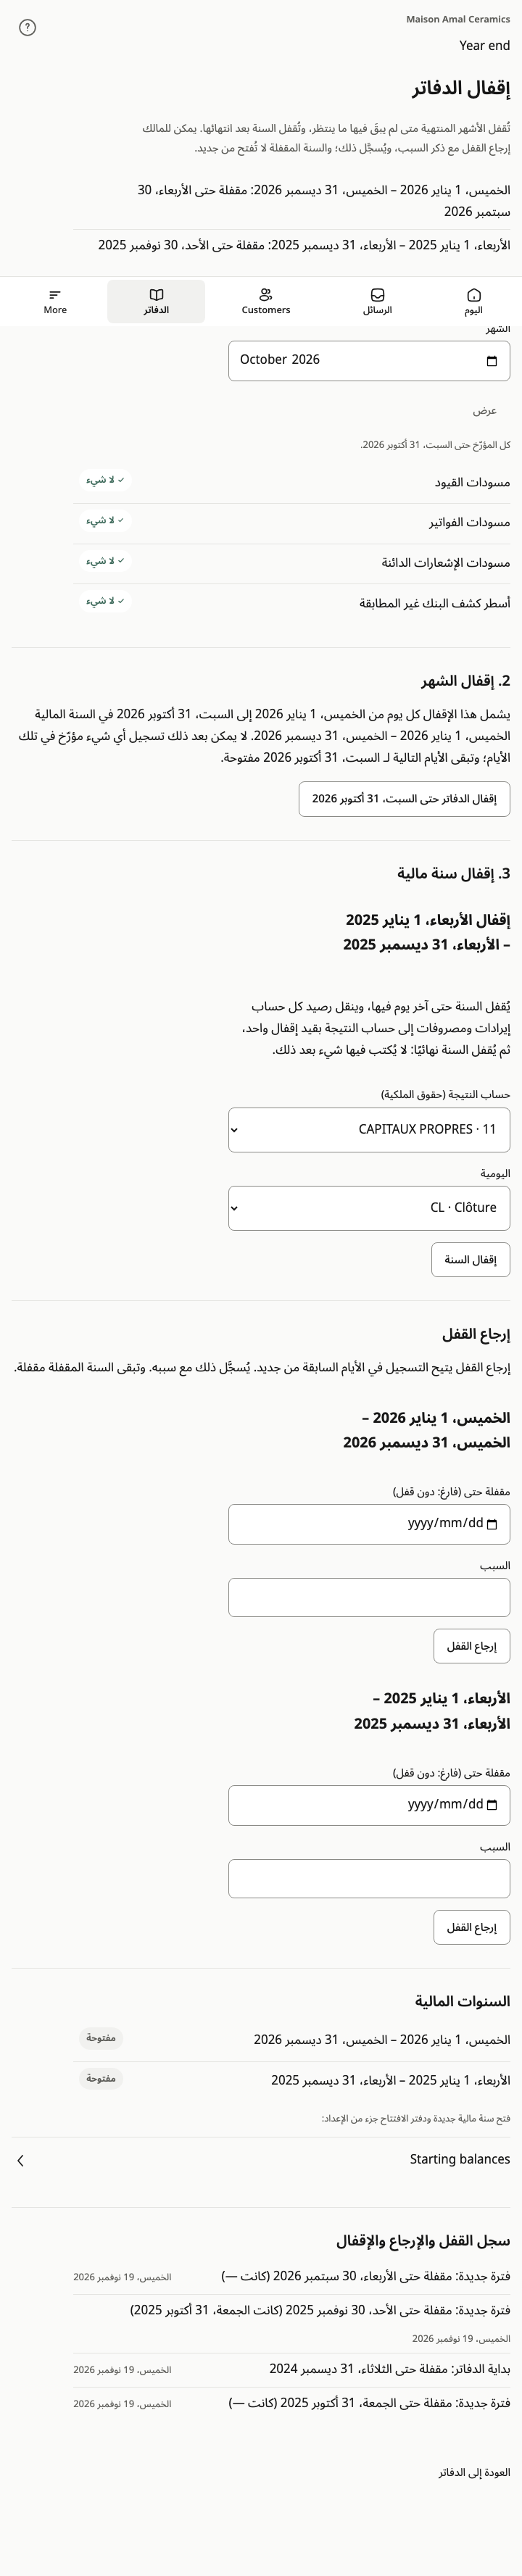 Maison Amal Ceramics
Year end
إقفال الدفاتر
تُقفل الأشهر المنتهية متى لم يبقَ فيها ما ينتظر، وتُقفل السنة بعد انتهائها. يمكن للمالك
إرجاع القفل مع ذكر السبب، ويُسجَّل ذلك؛ والسنة المقفلة لا تُفتح من جديد.
الخميس، 1 يناير 2026 – الخميس، 31 ديسمبر 2026: مقفلة حتى الأربعاء، 30
سبتمبر 2026
الأربعاء، 1 يناير 2025 – الأربعاء، 31 ديسمبر 2025: مقفلة حتى الأحد، 30 نوفمبر 2025
اليوم
الرسائل
Customers
الدفاتر
More
الشهر
October 2026
عرض
كل المؤرّخ حتى السبت، 31 أكتوبر 2026.
مسودات القيود
لا شيء
مسودات الفواتير
لا شيء
مسودات الإشعارات الدائنة
لا شيء
أسطر كشف البنك غير المطابقة
لا شيء
2. إقفال الشهر
يشمل هذا الإقفال كل يوم من الخميس، 1 يناير 2026 إلى السبت، 31 أكتوبر 2026 في السنة المالية
الخميس، 1 يناير 2026 – الخميس، 31 ديسمبر 2026. لا يمكن بعد ذلك تسجيل أي شيء مؤرّخ في تلك
الأيام؛ وتبقى الأيام التالية لـ السبت، 31 أكتوبر 2026 مفتوحة.
إقفال الدفاتر حتى السبت، 31 أكتوبر 2026
3. إقفال سنة مالية
إقفال الأربعاء، 1 يناير 2025
– الأربعاء، 31 ديسمبر 2025
يُقفل السنة حتى آخر يوم فيها، وينقل رصيد كل حساب
إيرادات ومصروفات إلى حساب النتيجة بقيد إقفال واحد،
ثم يُقفل السنة نهائيًا: لا يُكتب فيها شيء بعد ذلك.
حساب النتيجة (حقوق الملكية)
11 · CAPITAUX PROPRES
اليومية
CL · Clôture
إقفال السنة
إرجاع القفل
إرجاع القفل يتيح التسجيل في الأيام السابقة من جديد. يُسجَّل ذلك مع سببه. وتبقى السنة المقفلة مقفلة.
الخميس، 1 يناير 2026 –
الخميس، 31 ديسمبر 2026
مقفلة حتى (فارغ: دون قفل)
yyyy/mm/dd
السبب
إرجاع القفل
الأربعاء، 1 يناير 2025 –
الأربعاء، 31 ديسمبر 2025
مقفلة حتى (فارغ: دون قفل)
yyyy/mm/dd
السبب
إرجاع القفل
السنوات المالية
الخميس، 1 يناير 2026 – الخميس، 31 ديسمبر 2026
مفتوحة
الأربعاء، 1 يناير 2025 – الأربعاء، 31 ديسمبر 2025
مفتوحة
فتح سنة مالية جديدة ودفتر الافتتاح جزء من الإعداد:
Starting balances
سجل القفل والإرجاع والإقفال
فترة جديدة: مقفلة حتى الأربعاء، 30 سبتمبر 2026 (كانت —)
الخميس، 19 نوفمبر 2026
فترة جديدة: مقفلة حتى الأحد، 30 نوفمبر 2025 (كانت الجمعة، 31 أكتوبر 2025)
الخميس، 19 نوفمبر 2026
بداية الدفاتر: مقفلة حتى الثلاثاء، 31 ديسمبر 2024
الخميس، 19 نوفمبر 2026
فترة جديدة: مقفلة حتى الجمعة، 31 أكتوبر 2025 (كانت —)
الخميس، 19 نوفمبر 2026
العودة إلى الدفاتر